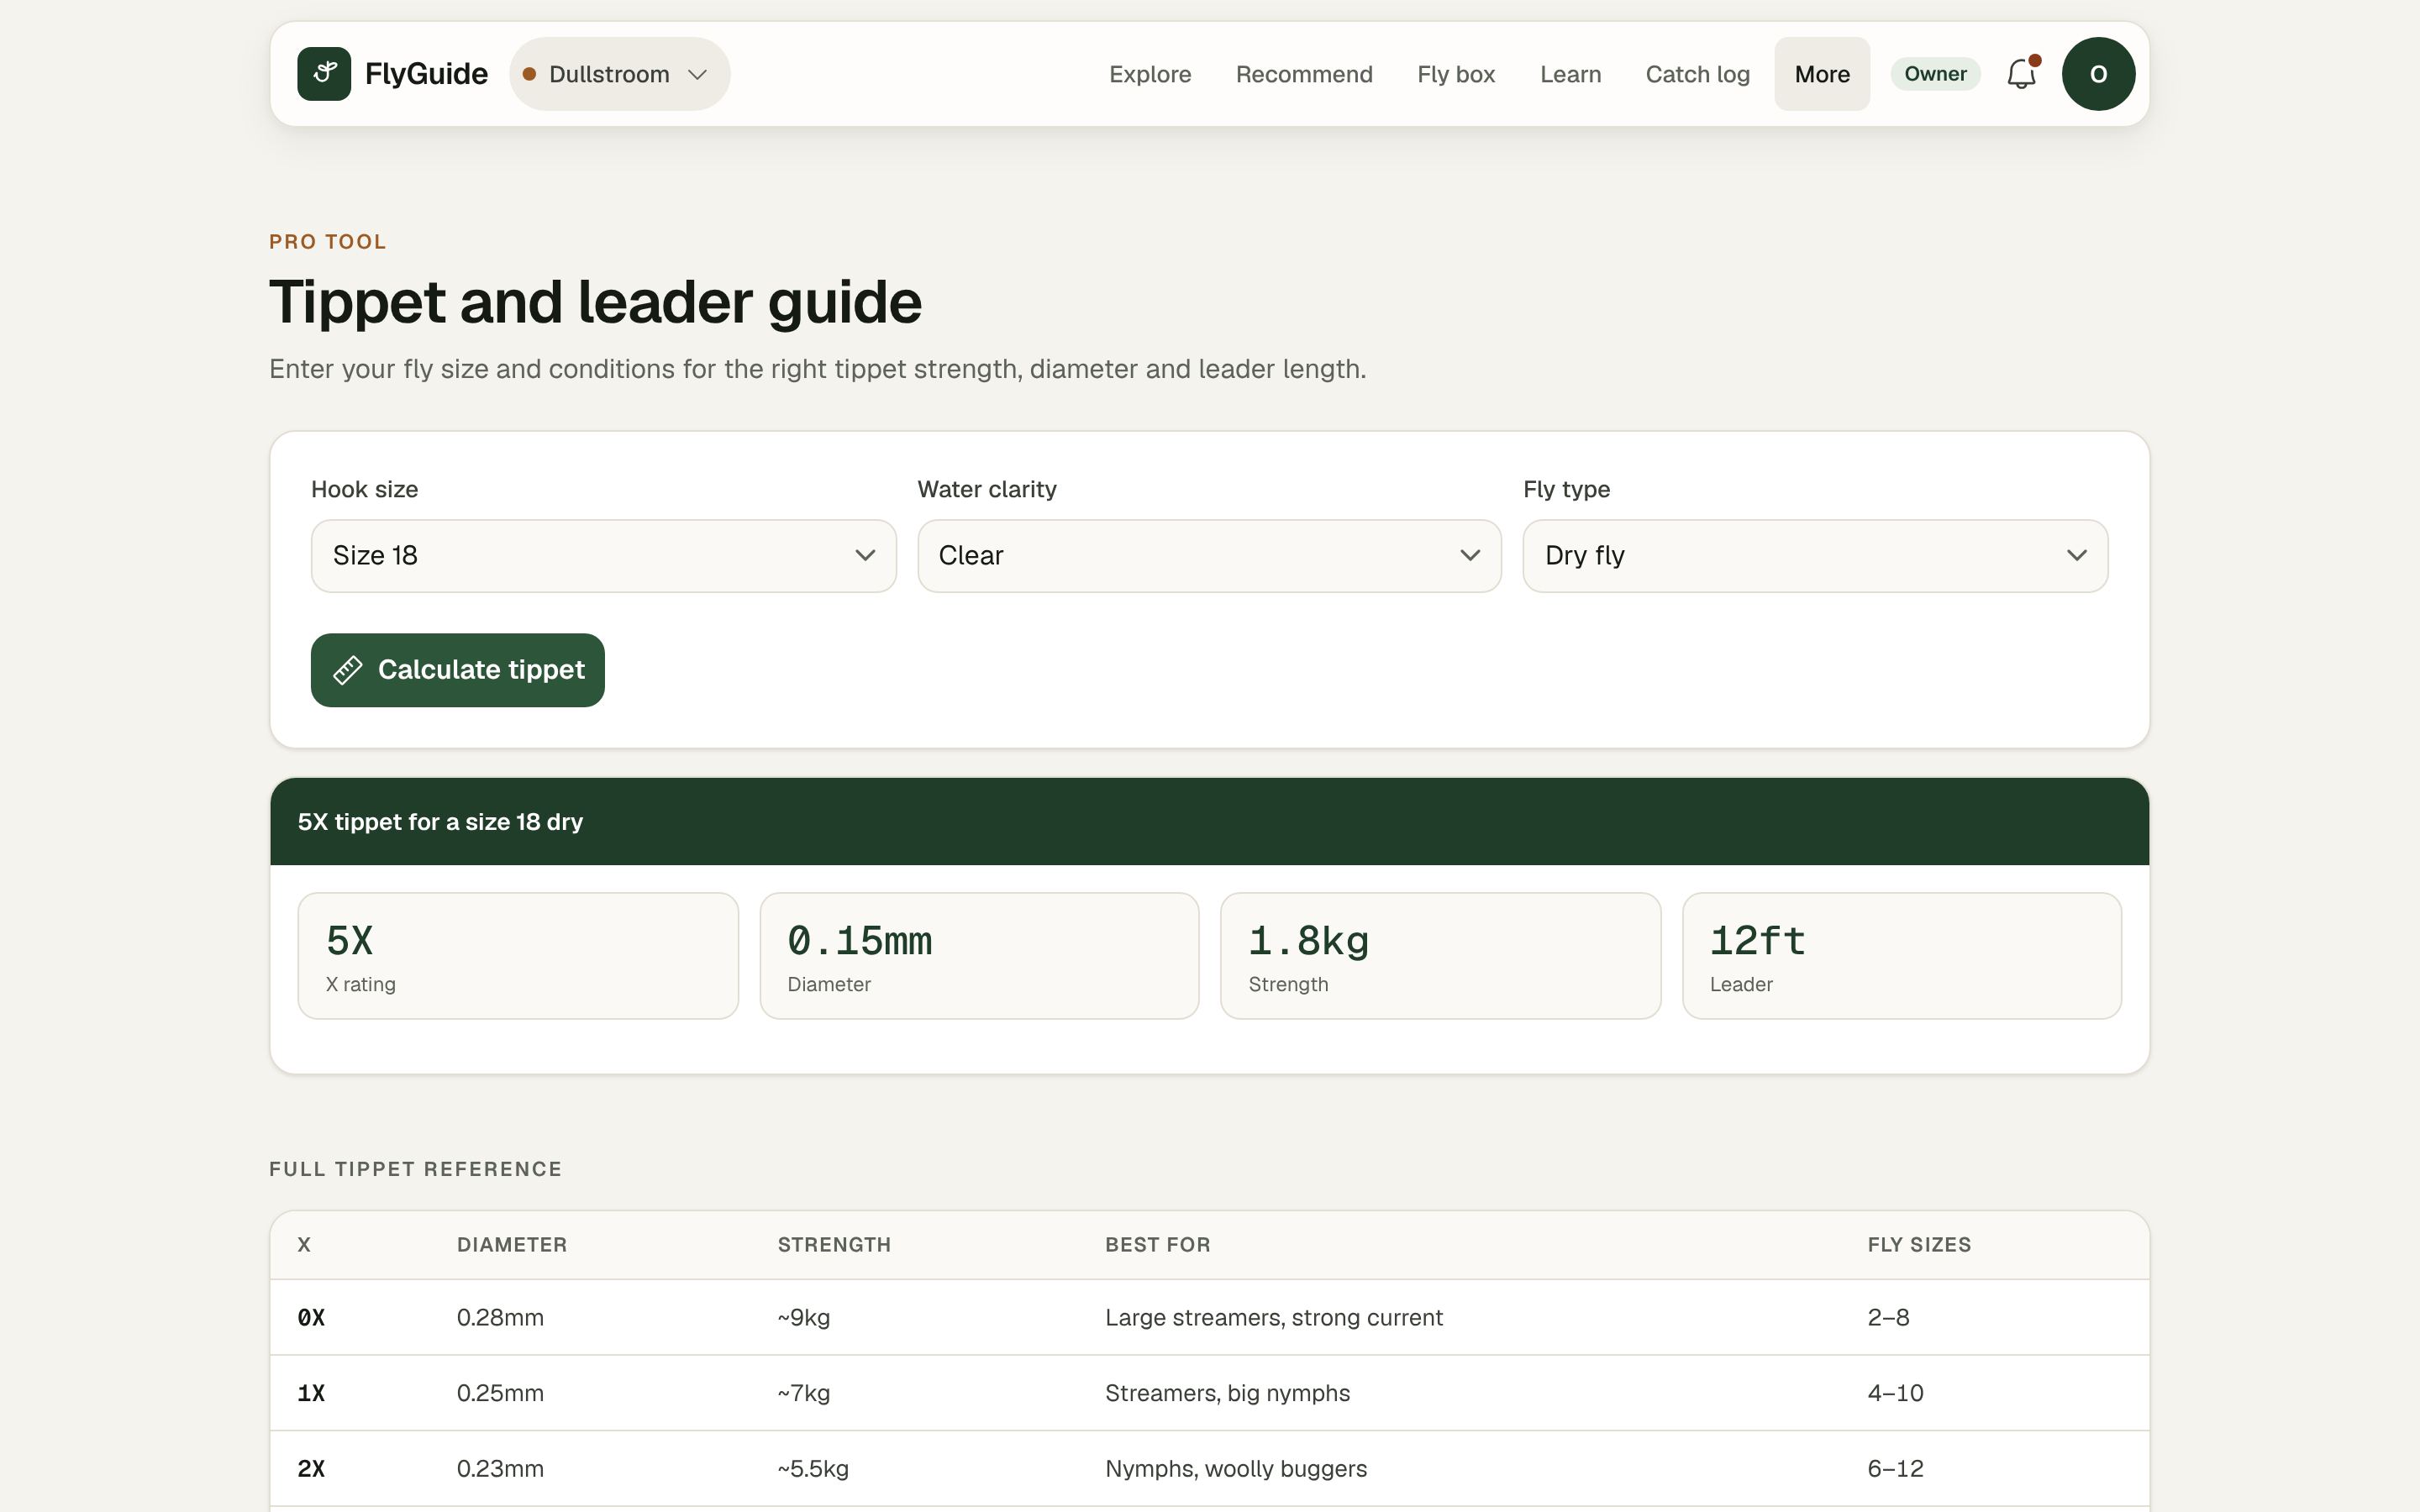 FlyGuide
Dullstroom
Explore
Recommend
Fly box
Learn
Catch log
More
Owner
O
PRO TOOL
Tippet and leader guide
Enter your fly size and conditions for the right tippet strength, diameter and leader length.
Hook size
Water clarity
Fly type
Size 18
Clear
Dry fly
Calculate tippet
5X tippet for a size 18 dry
5X
X rating
0.15mm
Diameter
1.8kg
Strength
12ft
Leader
FULL TIPPET REFERENCE
X DIAMETER STRENGTH BEST FOR FLY SIZES
0X 0.28mm ~9kg Large streamers, strong current 2–8
1X 0.25mm ~7kg Streamers, big nymphs 4–10
2X 0.23mm ~5.5kg Nymphs, woolly buggers 6–12